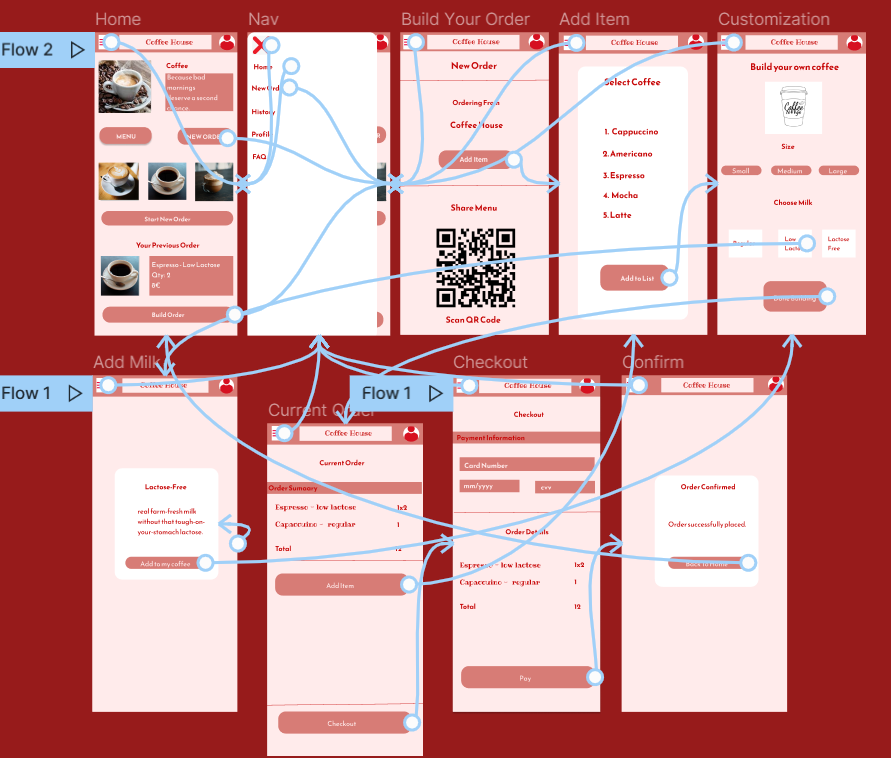 Home
Nav
Build Your Order
Add Item
Customization
Flow 2
Coffee House
Coffee
Because bad
mornings
deserve a second
chance
MENU
NEW ORDER
Start New Order
Your Previous Order
Espresso - Low Lactose
Qty: 2
8€
Build Order
Home
New Ord
History
Profil
FAQ
Coffee House
New Order
Ordering From
Coffee House
Add Item
Share Menu
Scan QR Code
Coffee House
Select Coffee
1. Cappuccino
2. Americano
3. Espresso
4. Mocha
5. Latte
Add to List
Coffee House
Build your own coffee
Coffee
Size
Small
Medium
Large
Choose Milk
Low
Lactose
Free
Add Milk
Current Order
Checkout
Confirm
Flow 1
Flow 1
Coffee House
Lactose-Free
real farm-fresh milk
without that tough-on-
your-stomach lactose.
Add to my coffee
Coffee House
Current Order
Order Sumaary
Espresso - low lactose 1x2
Capaccuino - regular 1
Total 12
Add Item
Checkout
Coffee House
Checkout
Payment Information
Card Number
mm/yyyy
cvv
Order Details
Espresso - low lactose 1x2
Capaccuino - regular 1
Total 12
Pay
Coffee House
Order Confirmed
Order successfully placed.
Back to Home